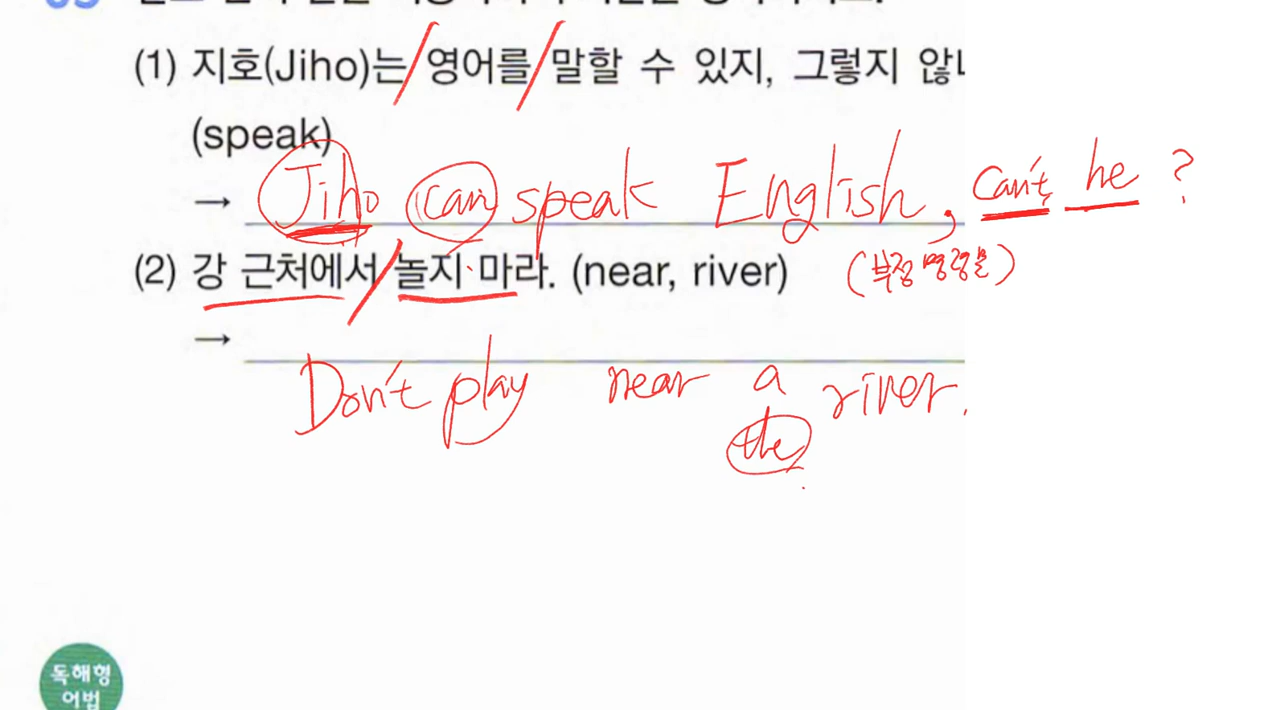 (1) 지호(Jiho)는 영어를 말할 수 있지, 그렇지 않니
(speak)
→ Jiho can speak English, can't he ?
(2) 강 근처에서 놀지 마라. (near, river) (부정 명령문)
→
Don't play near a river.
the
독해형
어법